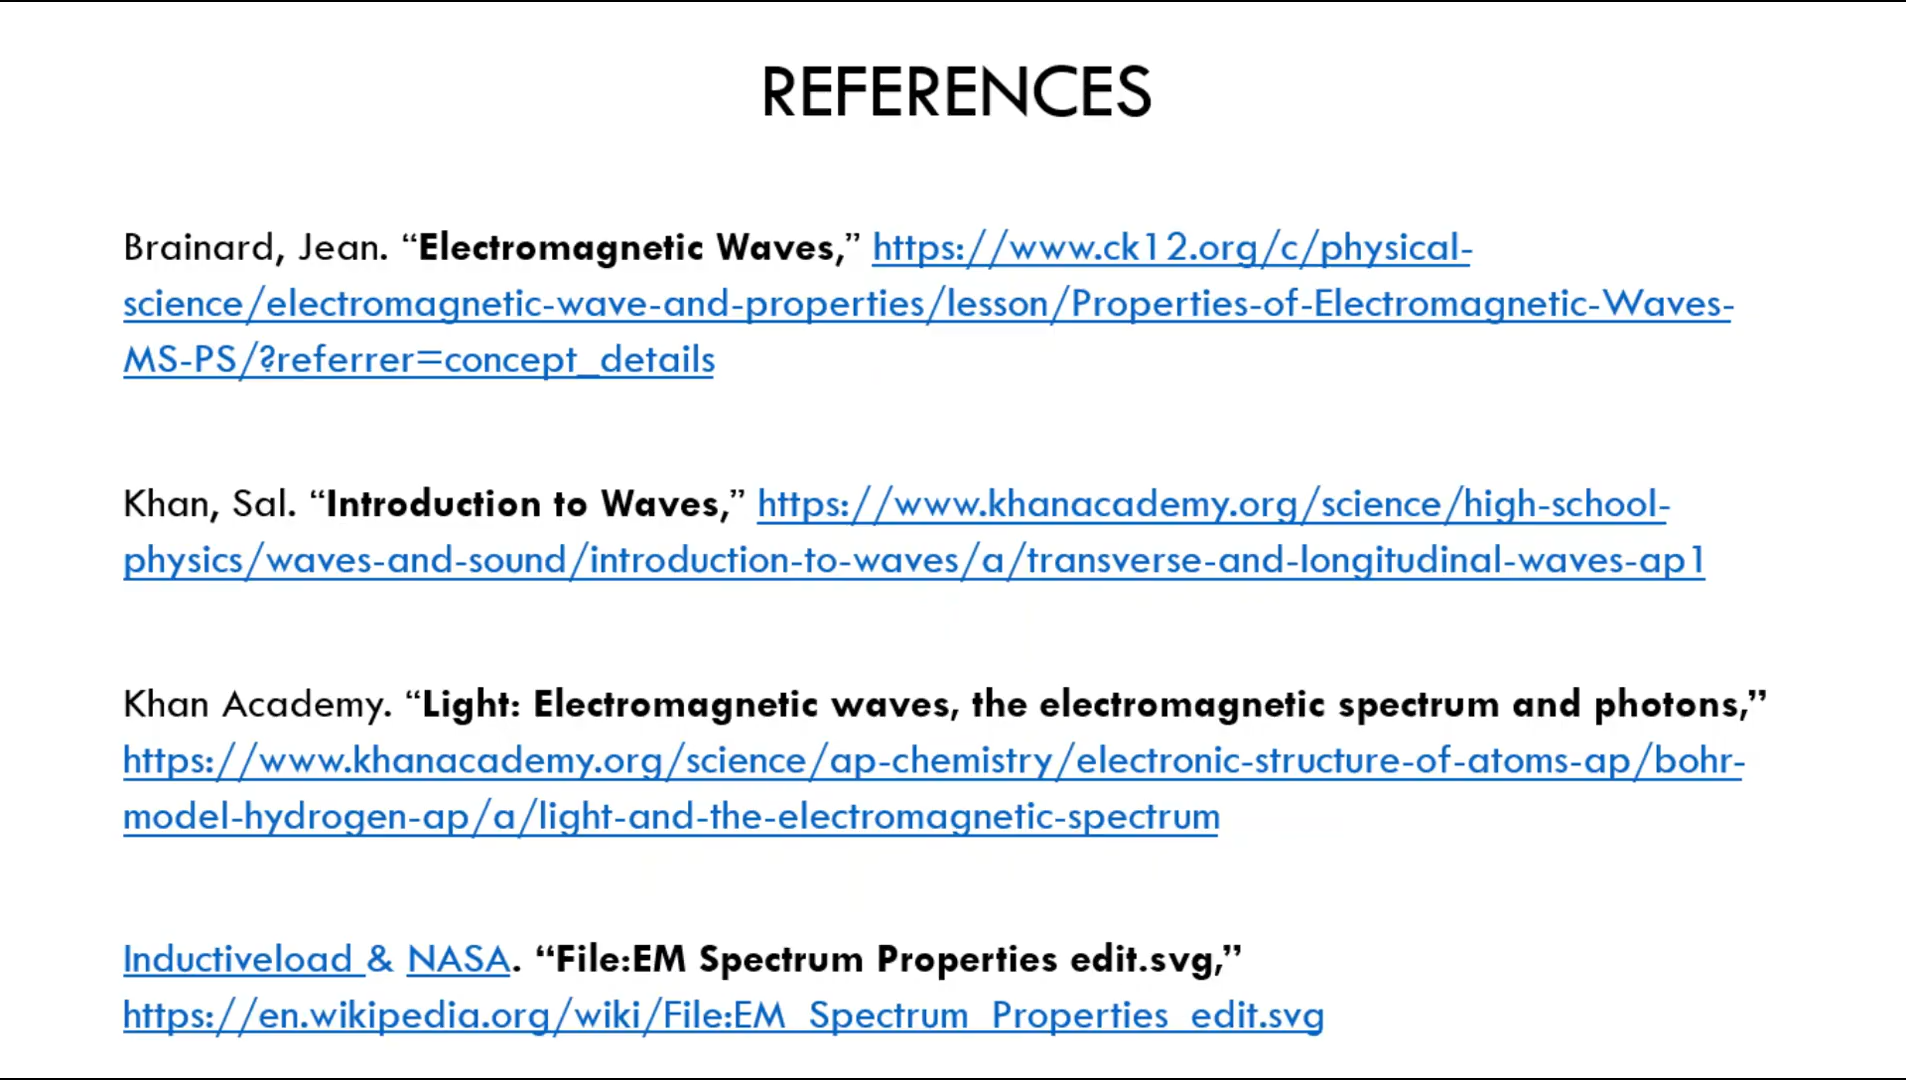 REFERENCES
Brainard, Jean. “Electromagnetic Waves,” https://www.ck12.org/c/physical-
science/electromagnetic-wave-and-properties/lesson/Properties-of-Electromagnetic-Waves-
MS-PS/?referrer=concept_details
Khan, Sal. “Introduction to Waves,” https://www.khanacademy.org/science/high-school-
physics/waves-and-sound/introduction-to-waves/a/transverse-and-longitudinal-waves-ap1
Khan Academy. “Light: Electromagnetic waves, the electromagnetic spectrum and photons,”
https://www.khanacademy.org/science/ap-chemistry/electronic-structure-of-atoms-ap/bohr-
model-hydrogen-ap/a/light-and-the-electromagnetic-spectrum
Inductiveload & NASA. “File:EM Spectrum Properties edit.svg,”
https://en.wikipedia.org/wiki/File:EM_Spectrum_Properties_edit.svg